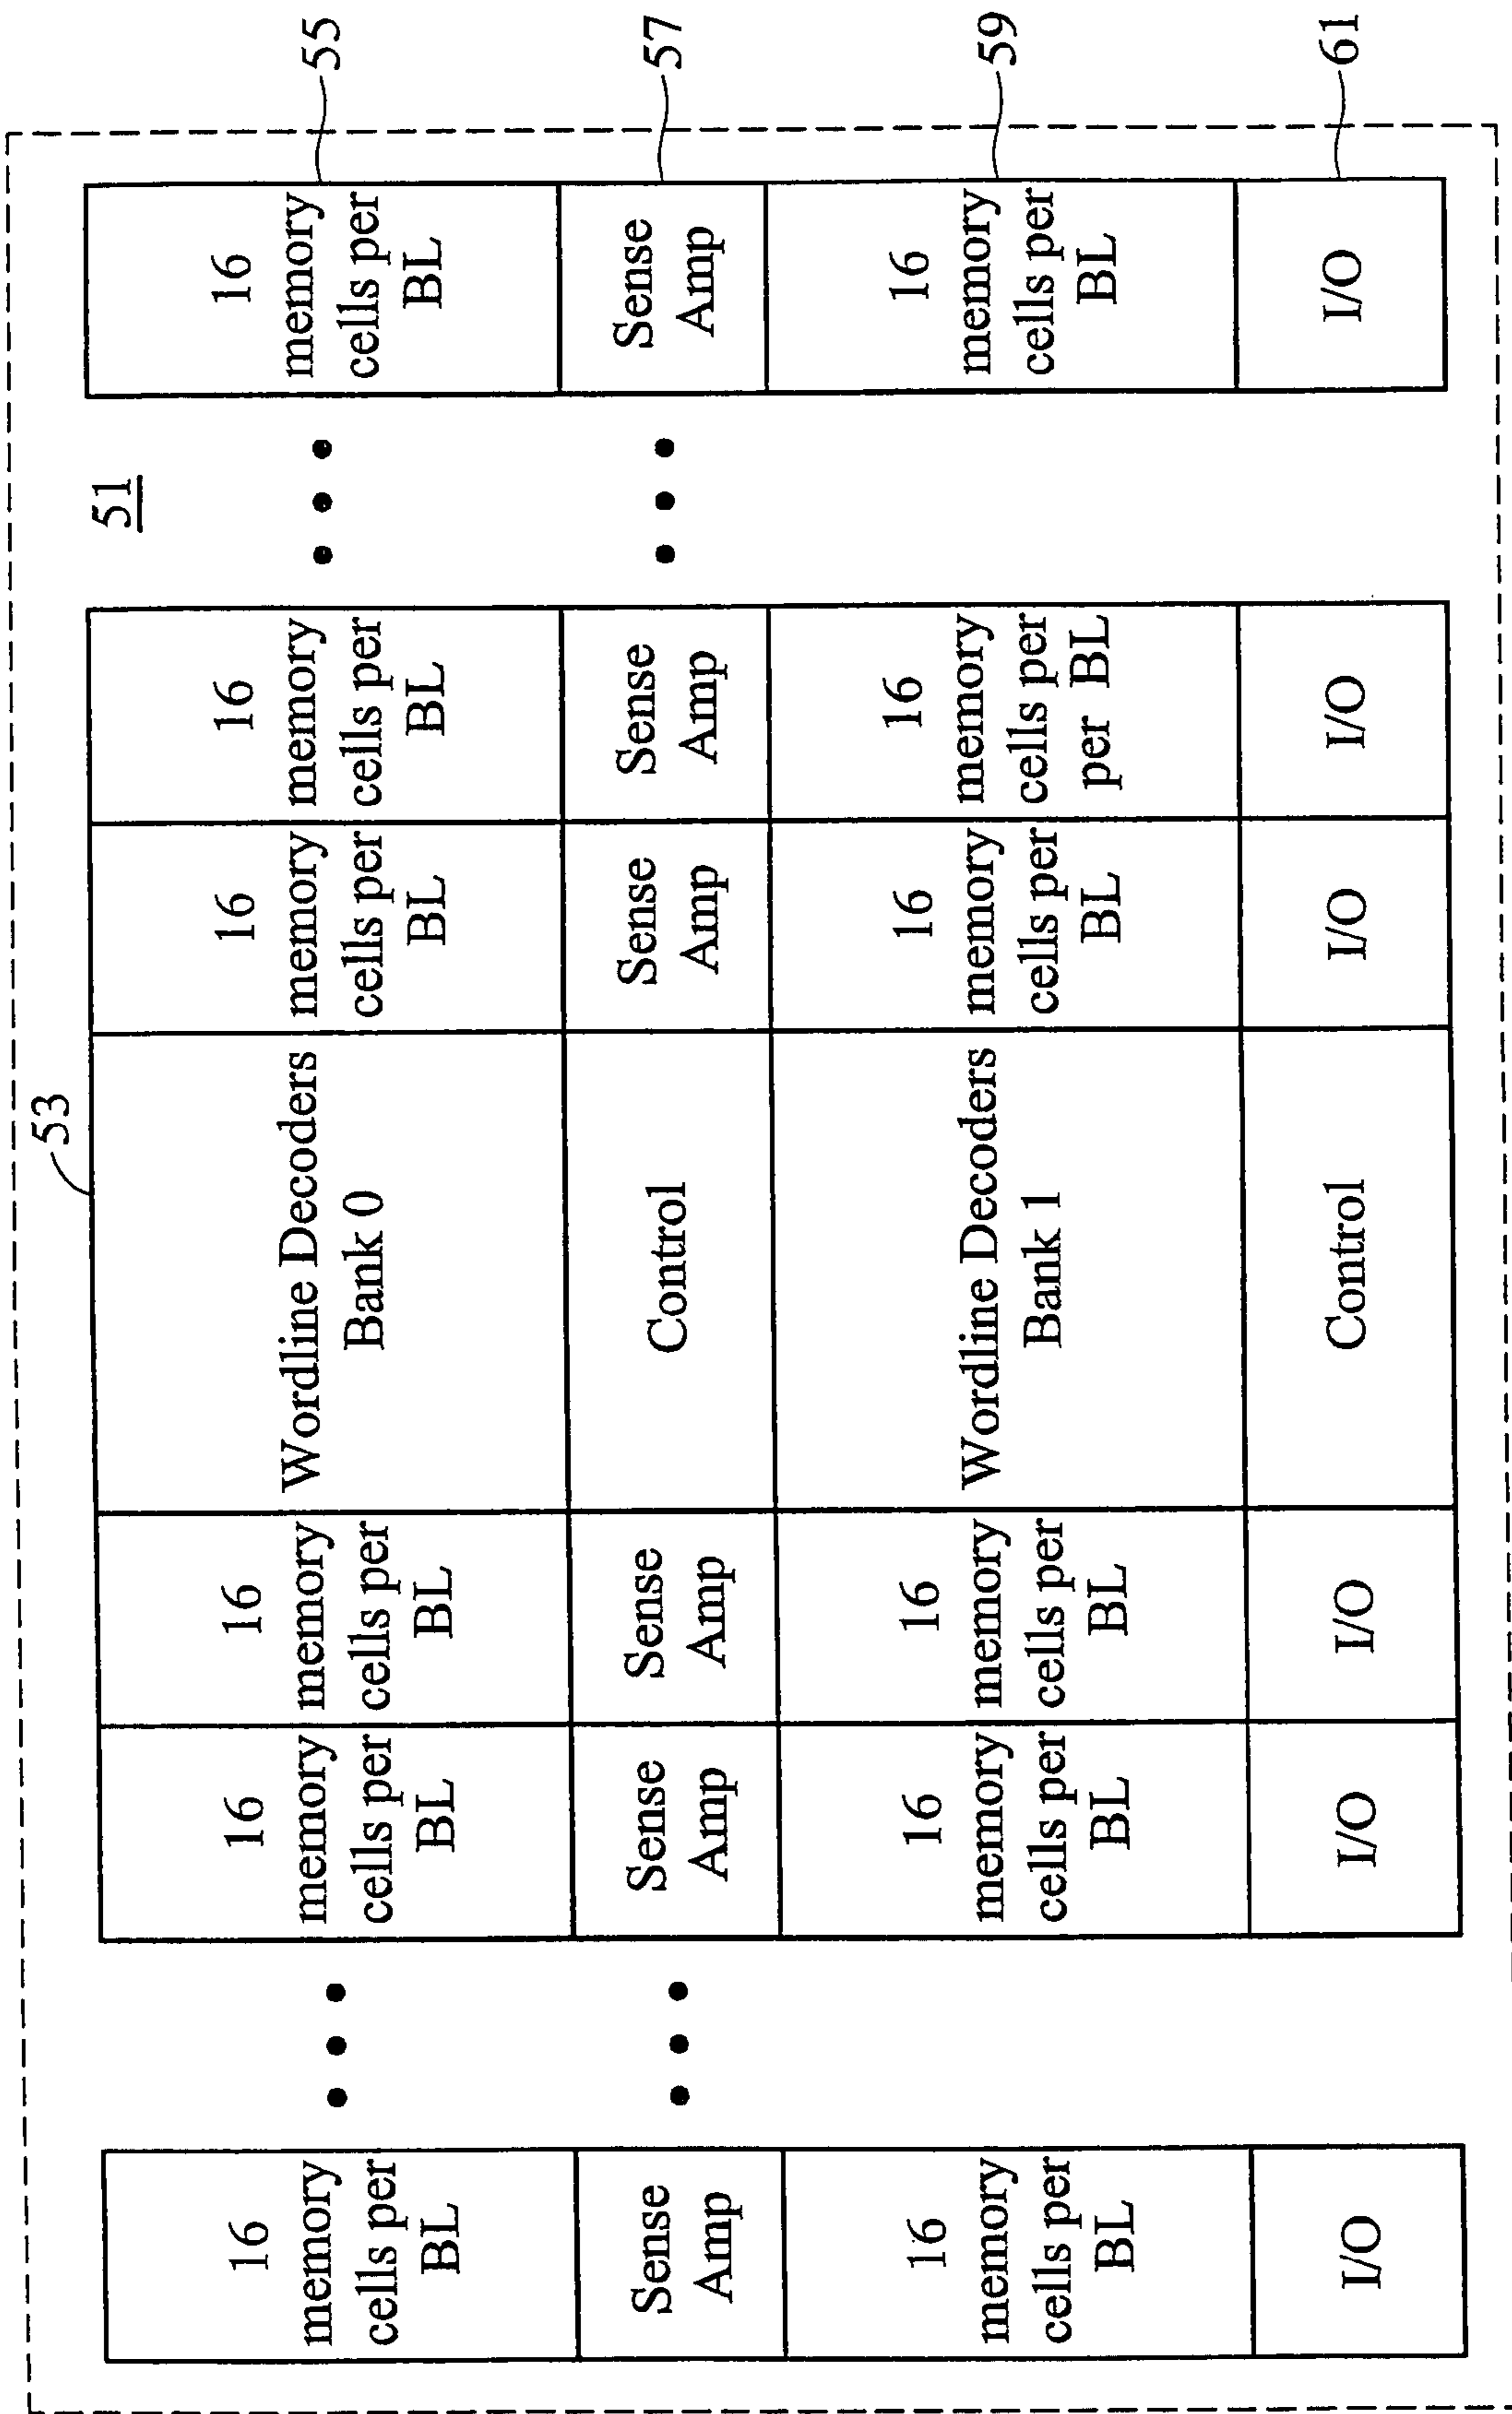 53
51
16
memory
cells per
BL
16
memory
cells per
BL
16
memory
cells per
BL
Wordline Decoders
Bank 0
16
memory
cells per
BL
16
memory
cells per
BL
16
memory
cells per
BL
55
Sense
Amp
Sense
Amp
Sense
Amp
Control
Sense
Amp
Sense
Amp
Sense
Amp
57
16
memory
cells per
BL
16
memory
cells per
BL
16
memory
cells per
BL
Wordline Decoders
Bank 1
16
memory
cells per
BL
16
memory
cells per
per BL
16
memory
cells per
BL
59
I/O
I/O
I/O
Control
I/O
I/O
I/O
61